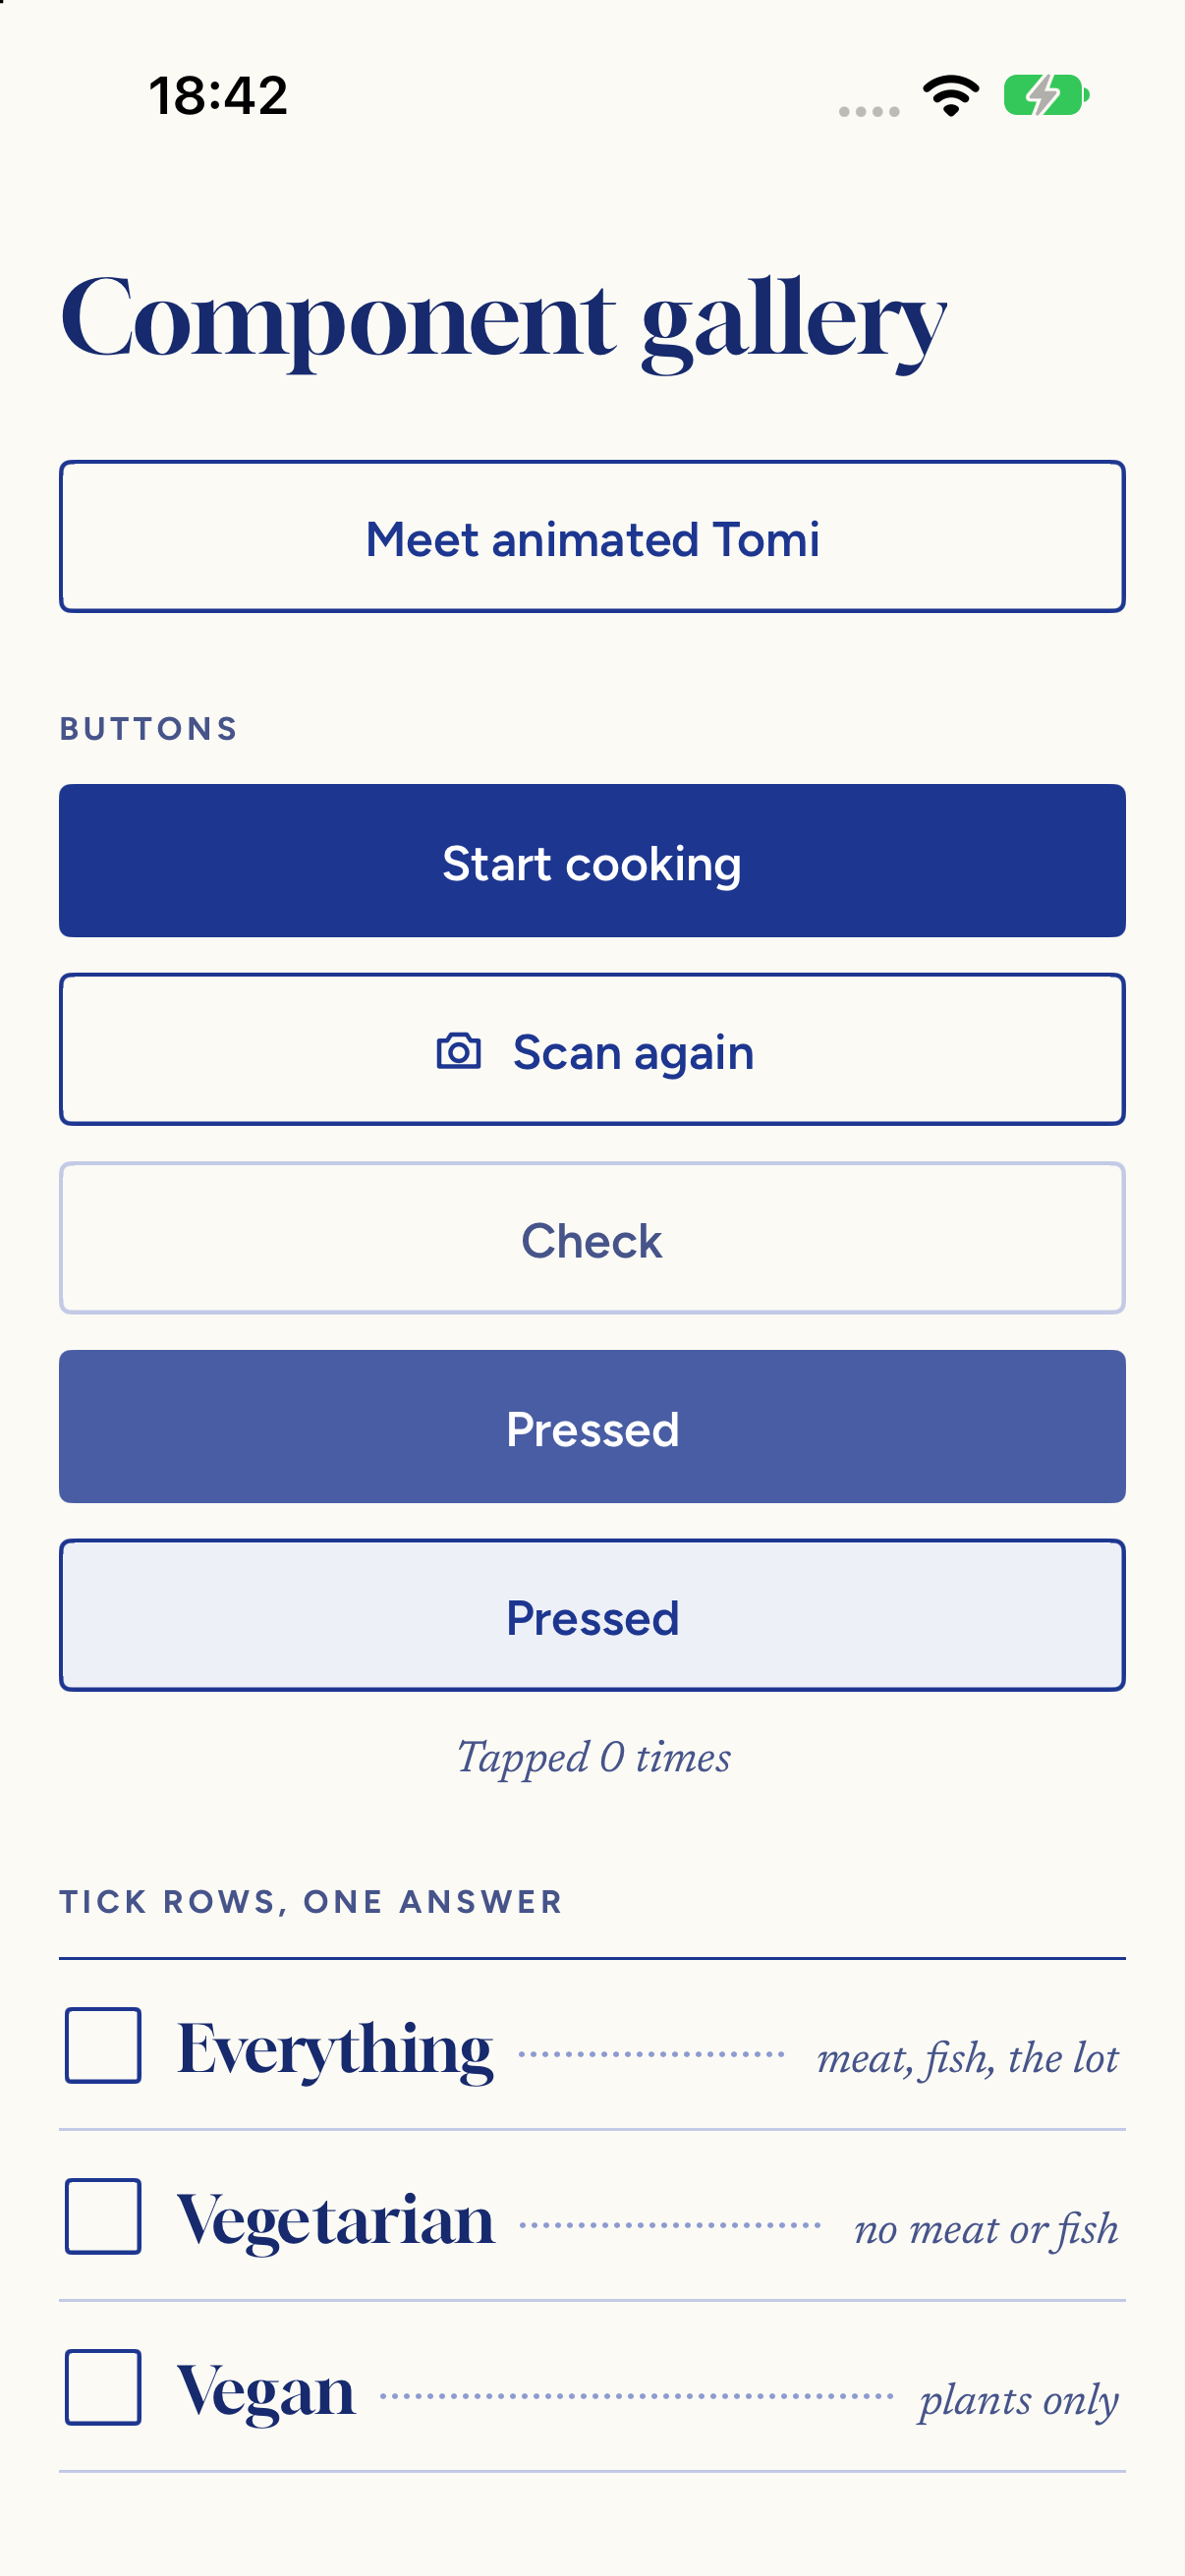 18:42
Component gallery
Meet animated Tomi
BUTTONS
Start cooking
Scan again
Check
Pressed
Pressed
Tapped 0 times
TICK ROWS, ONE ANSWER
Everything meat, fish, the lot
Vegetarian no meat or fish
Vegan plants only